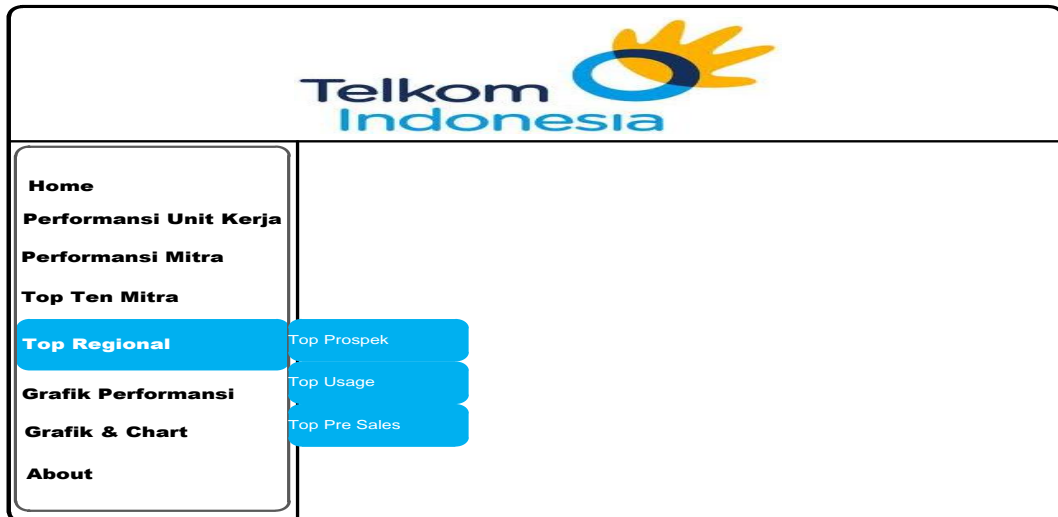 Telkom
Indonesia
Home
Performansi Unit Kerja
Performansi Mitra
Top Ten Mitra
Top Regional
Top Prospek
Top Usage
Top Pre Sales
Grafik Performansi
Grafik & Chart
About